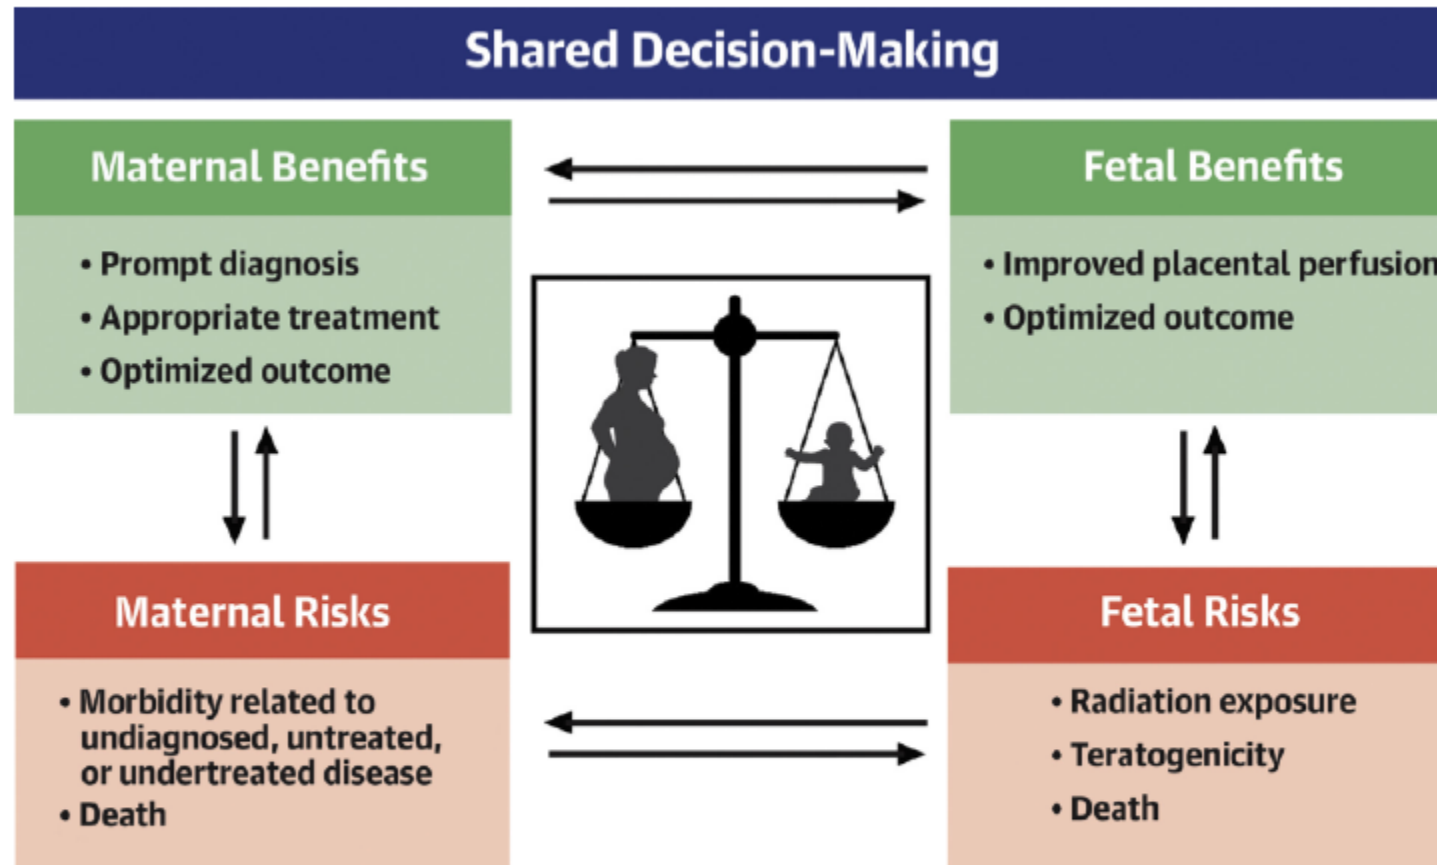 Shared Decision-Making
Maternal Benefits
• Prompt diagnosis
• Appropriate treatment
• Optimized outcome
Fetal Benefits
• Improved placental perfusion
• Optimized outcome
Maternal Risks
• Morbidity related to
undiagnosed, untreated,
or undertreated disease
• Death
Fetal Risks
• Radiation exposure
• Teratogenicity
• Death